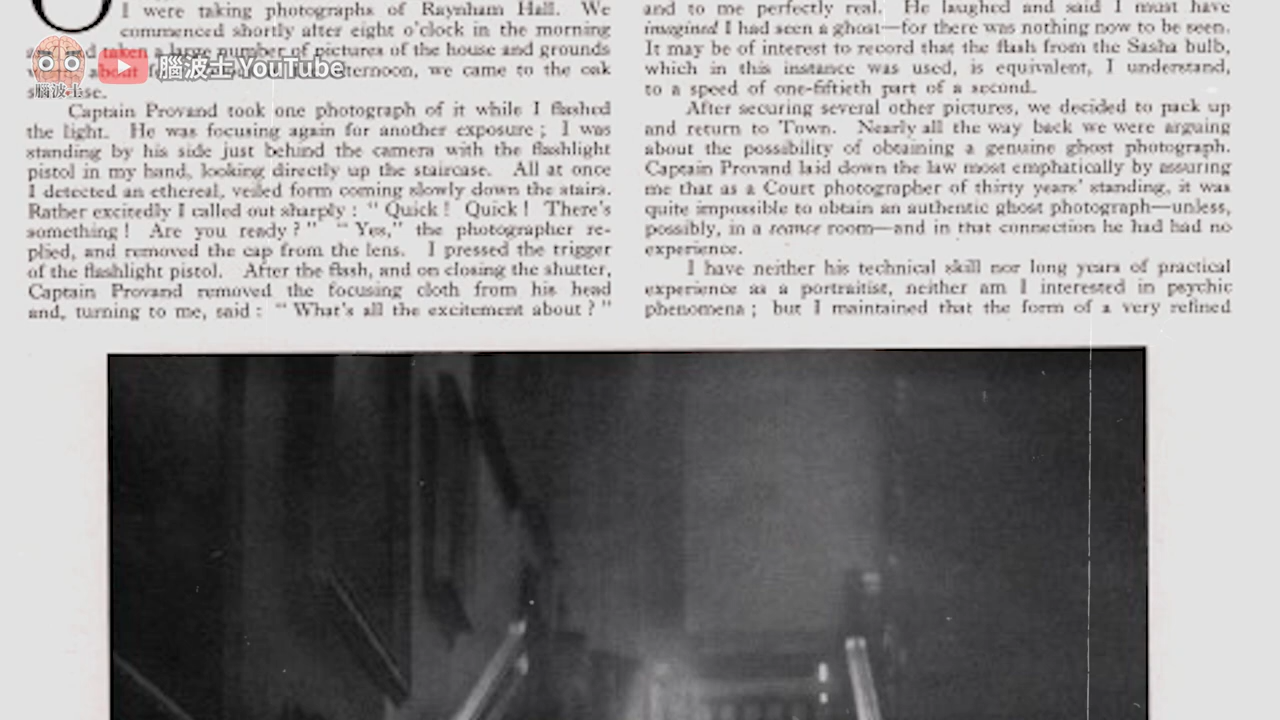 I were taking photographs of Raynham Hall. We
commenced shortly after eight o'clock in the morning
and taken a large number of pictures of the house and grounds
afternoon, we came to the oak
Captain Provand took one photograph of it while I flashed
the light. He was focusing again for another exposure ; I was
standing by his side just behind the camera with the flashlight
pistol in my hand, looking directly up the staircase. All at once
I detected an ethereal, veiled form coming slowly down the stairs.
Rather excitedly I called out sharply : “ Quick ! Quick ! There's
something ! Are you ready ? ” “ Yes,” the photographer re-
plied, and removed the cap from the lens. I pressed the trigger
of the flashlight pistol. After the flash, and on closing the shutter,
Captain Provand removed the focusing cloth from his head
and, turning to me, said : “ What's all the excitement about ? ”
and to me perfectly real. He laughed and said I must have
imagined I had seen a ghost—for there was nothing now to be seen.
It may be of interest to record that the flash from the Sasha bulb,
which in this instance was used, is equivalent, I understand,
to a speed of one-fiftieth part of a second.
After securing several other pictures, we decided to pack up
and return to Town. Nearly all the way back we were arguing
about the possibility of obtaining a genuine ghost photograph.
Captain Provand laid down the law most emphatically by assuring
me that as a Court photographer of thirty years' standing, it was
quite impossible to obtain an authentic ghost photograph—unless,
possibly, in a seance room—and in that connection he had had no
experience.
I have neither his technical skill nor long years of practical
experience as a portraitist, neither am I interested in psychic
phenomena ; but I maintained that the form of a very refined
腦波士 YouTube
腦波士